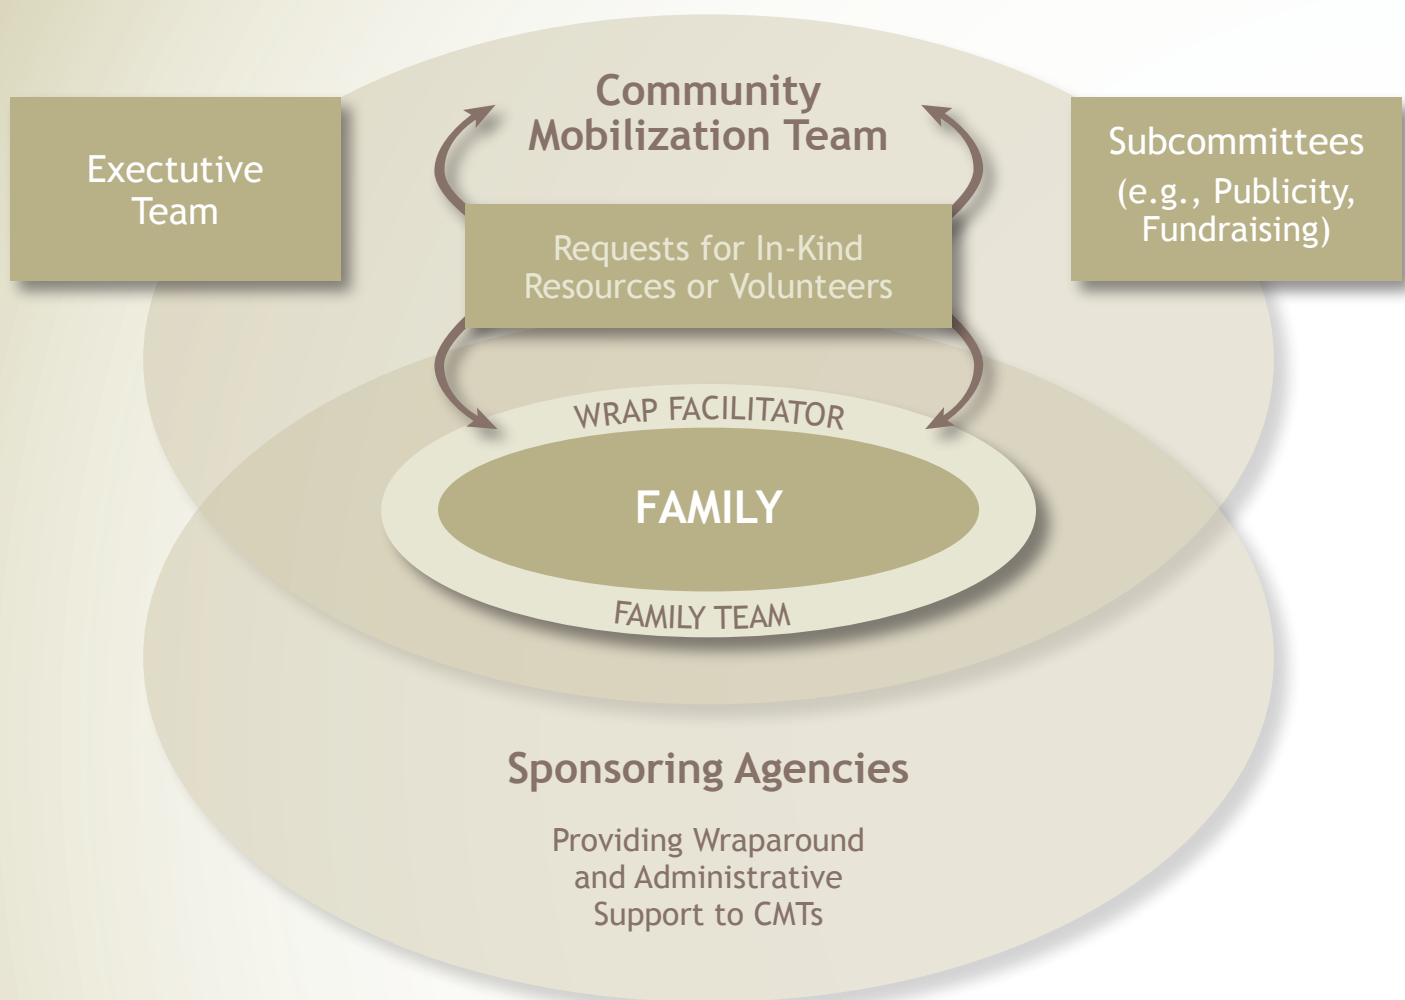 Community
Mobilization Team
Exectutive
Team
Subcommittees
(e.g., Publicity,
Fundraising)
Requests for In-Kind
Resources or Volunteers
WRAP FACILITATOR
FAMILY
FAMILY TEAM
Sponsoring Agencies
Providing Wraparound
and Administrative
Support to CMTs